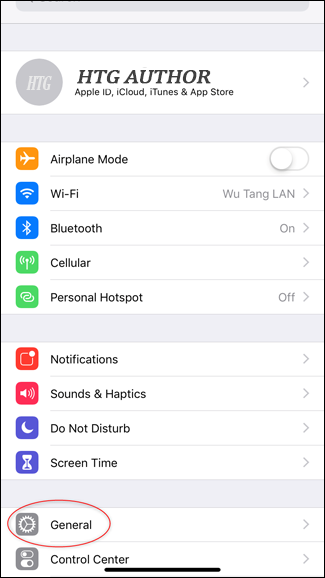 HTG
HTG AUTHOR
Apple ID, iCloud, iTunes & App Store
Airplane Mode
Wi-Fi Wu Tang LAN
Bluetooth On
Cellular
Personal Hotspot Off
Notifications
Sounds & Haptics
Do Not Disturb
Screen Time
General
Control Center